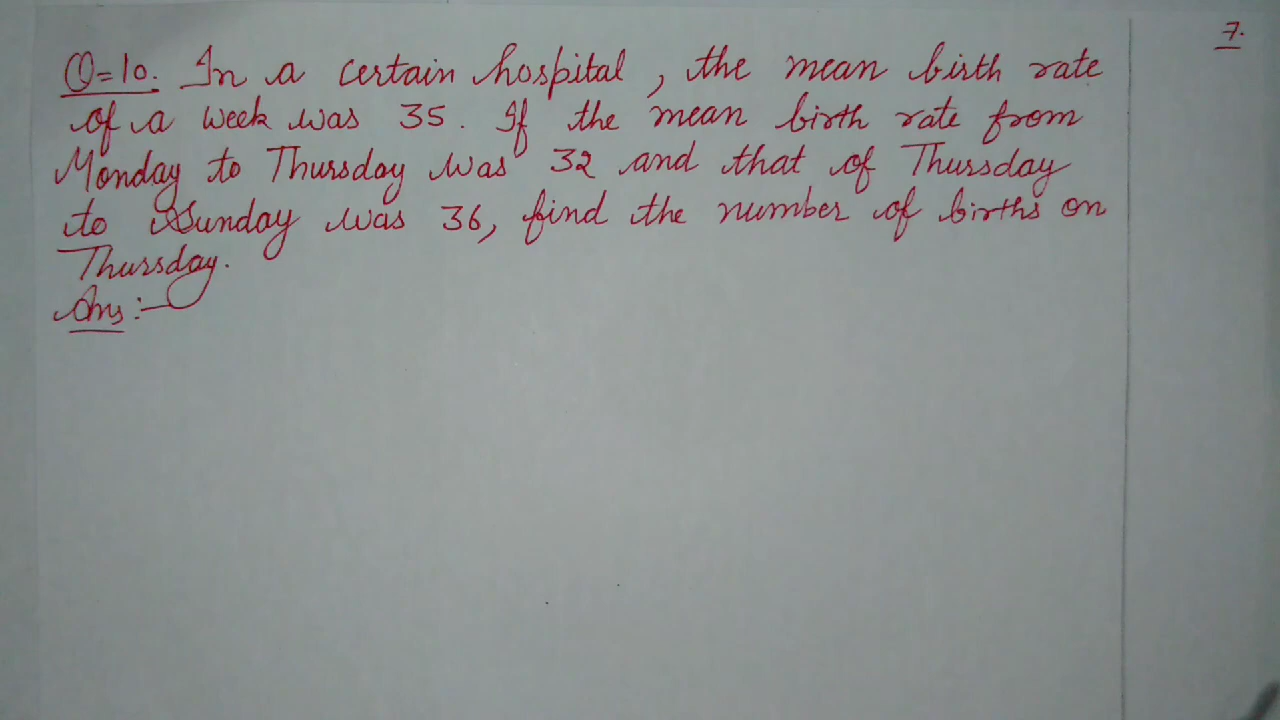 7.
Q=10. In a certain hospital, the mean birth rate
of a week was 35. If the mean birth rate from
Monday to Thursday was 32 and that of Thursday
to Sunday was 36, find the number of births on
Thursday.
Ans :-